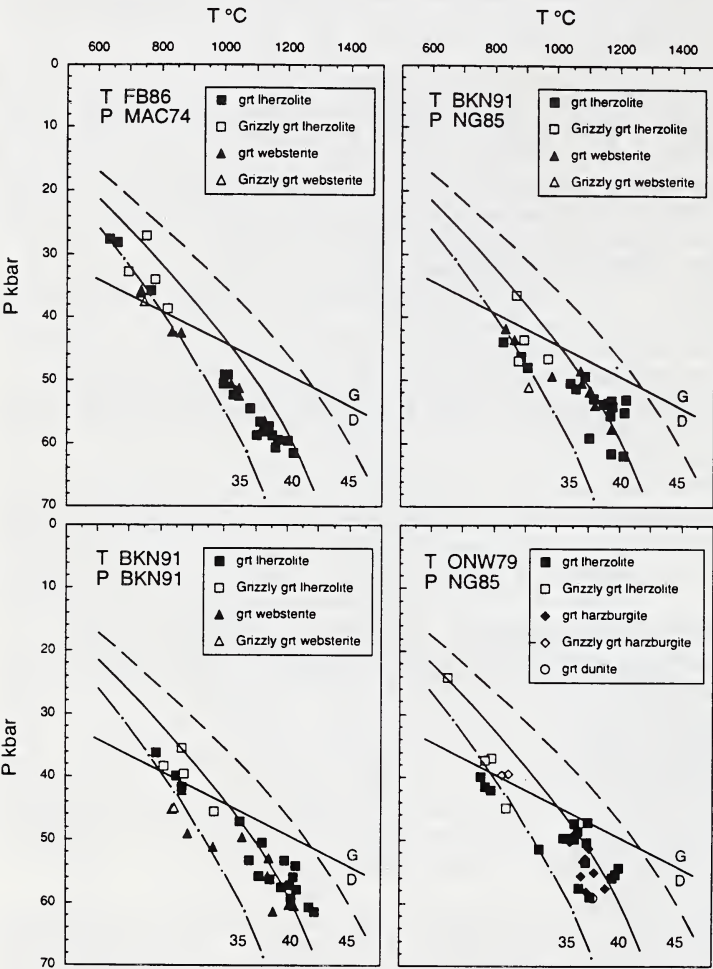 T °C
T °C
600 800 1000 1200 1400
600 800 1000 1200 1400
P kbar
0
10
20
30
40
50
60
70
T FB86
P MAC74
grt lherzolite
Grizzly grt lherzolite
grt websterite
Grizzly grt websterite
G
D
35 40 45
T BKN91
P NG85
grt lherzolite
Grizzly grt lherzolite
grt websterite
Grizzly grt websterite
G
D
35 40 45
P kbar
0
10
20
30
40
50
60
70
T BKN91
P BKN91
grt lherzolite
Grizzly grt lherzolite
grt websterite
Grizzly grt websterite
G
D
35 40 45
T ONW79
P NG85
grt lherzolite
Grizzly grt lherzolite
grt harzburgite
Grizzly grt harzburgite
grt dunite
G
D
35 40 45